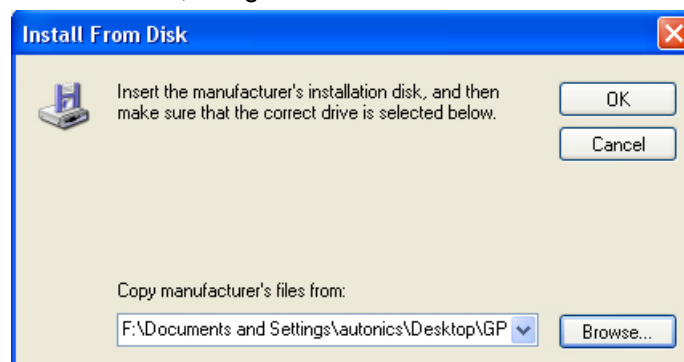 Install From Disk
Insert the manufacturer's installation disk, and then
make sure that the correct drive is selected below.
OK
Cancel
Copy manufacturer's files from:
F:\Documents and Settings\autonics\Desktop\GP
Browse...